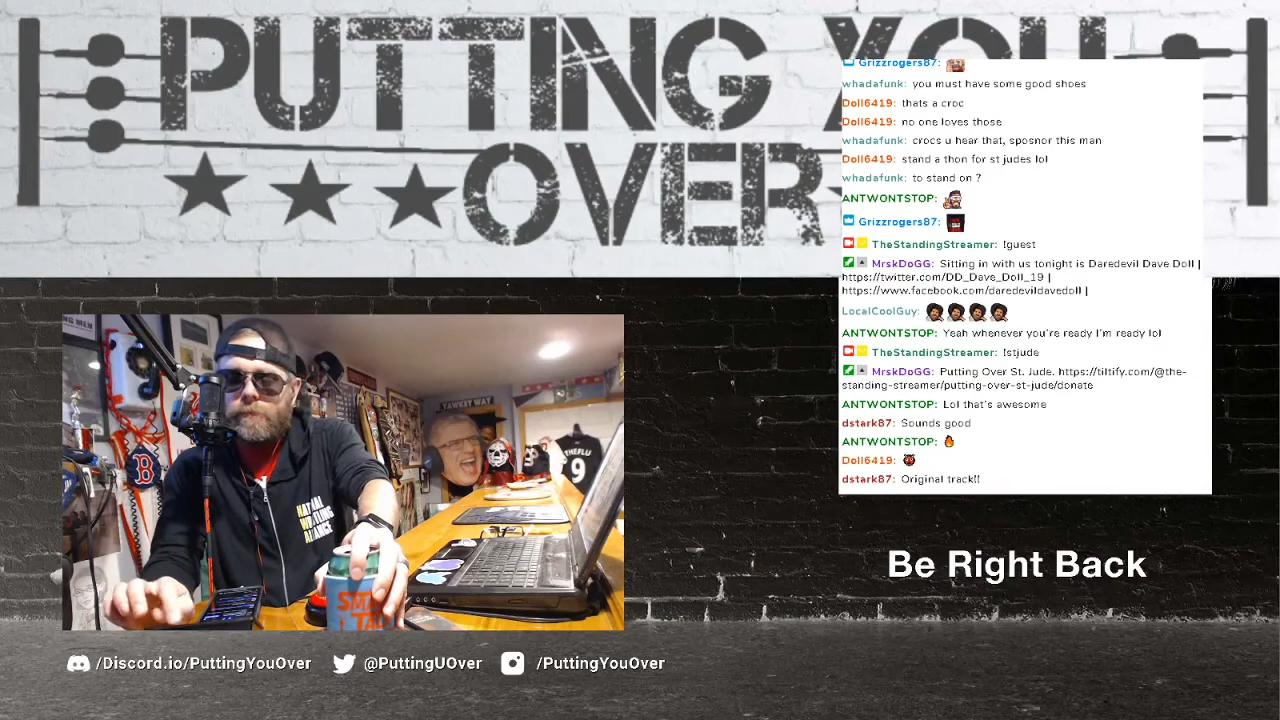 PUTTING YOU
OVER
Grizzrogers87:
whadafunk: you must have some good shoes
Doll6419: thats a croc
Doll6419: no one loves those
whadafunk: crocs u hear that, sposnor this man
Doll6419: stand a thon for st judes lol
whadafunk: to stand on ?
ANTWONTSTOP:
Grizzrogers87:
TheStandingStreamer: !guest
MrskDoGG: Sitting in with us tonight is Daredevil Dave Doll |
https://twitter.com/DD_Dave_Doll_19 |
https://www.facebook.com/daredevildavedoll |
LocalCoolGuy:
ANTWONTSTOP: Yeah whenever you're ready I'm ready lol
TheStandingStreamer: !stjude
MrskDoGG: Putting Over St. Jude. https://tiltify.com/@the-
standing-streamer/putting-over-st-jude/donate
ANTWONTSTOP: Lol that's awesome
dstark87: Sounds good
ANTWONTSTOP:
Doll6419:
dstark87: Original track!!
YAWKEY WAY
B
THEFLU
9
Be Right Back
/Discord.io/PuttingYouOver
@PuttingUOver
/PuttingYouOver